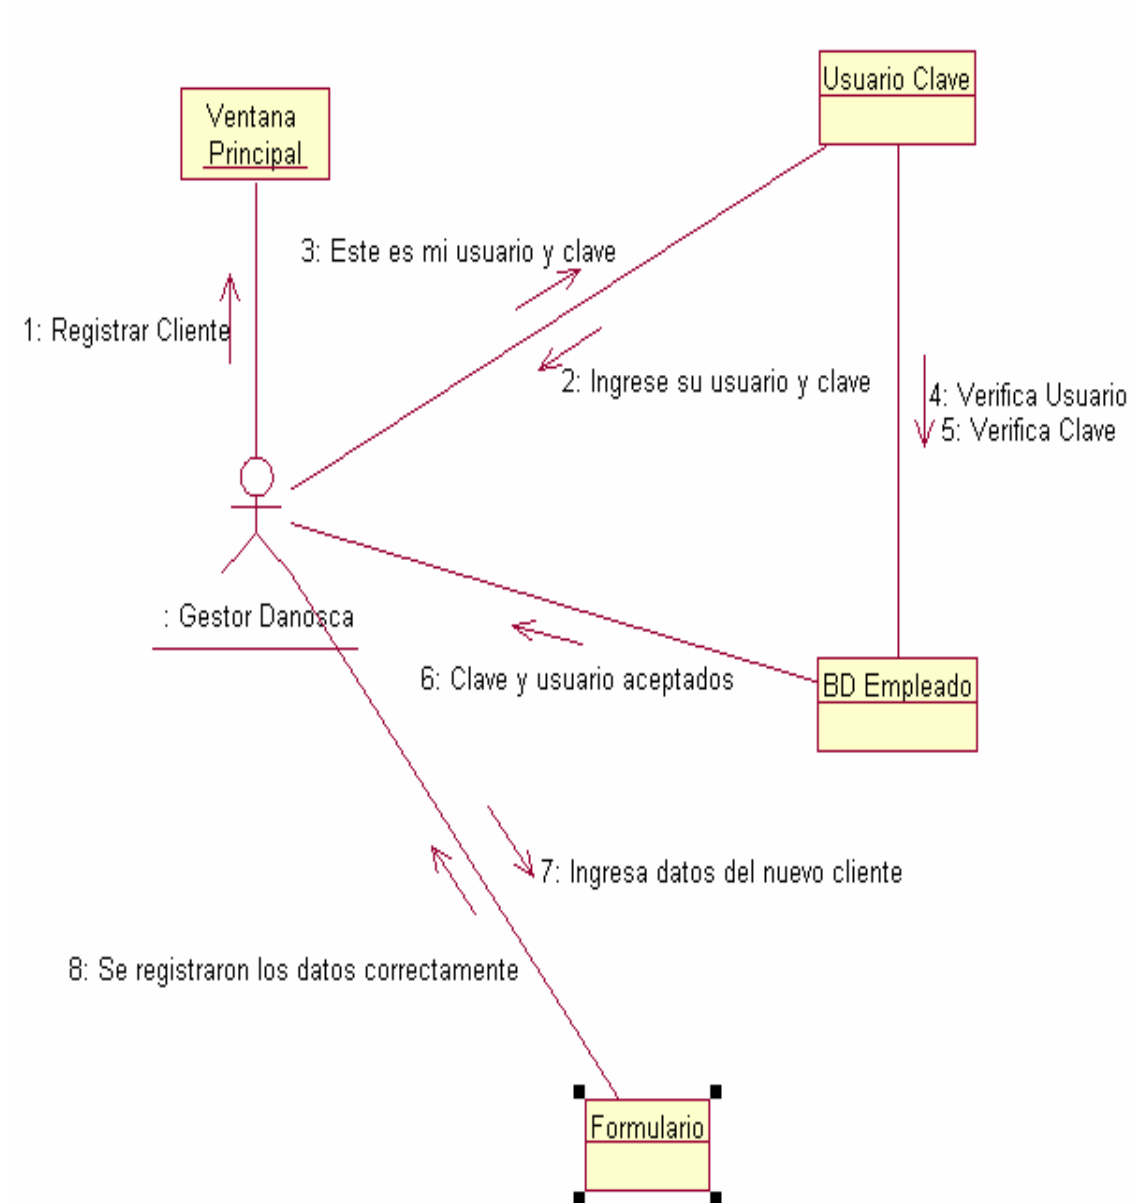 Usuario Clave
Ventana
Principal
3: Este es mi usuario y clave
1: Registrar Cliente
2: Ingrese su usuario y clave
4: Verifica Usuario
5: Verifica Clave
: Gestor Danosca
6: Clave y usuario aceptados
BD Empleado
7: Ingresa datos del nuevo cliente
8: Se registraron los datos correctamente
Formulario